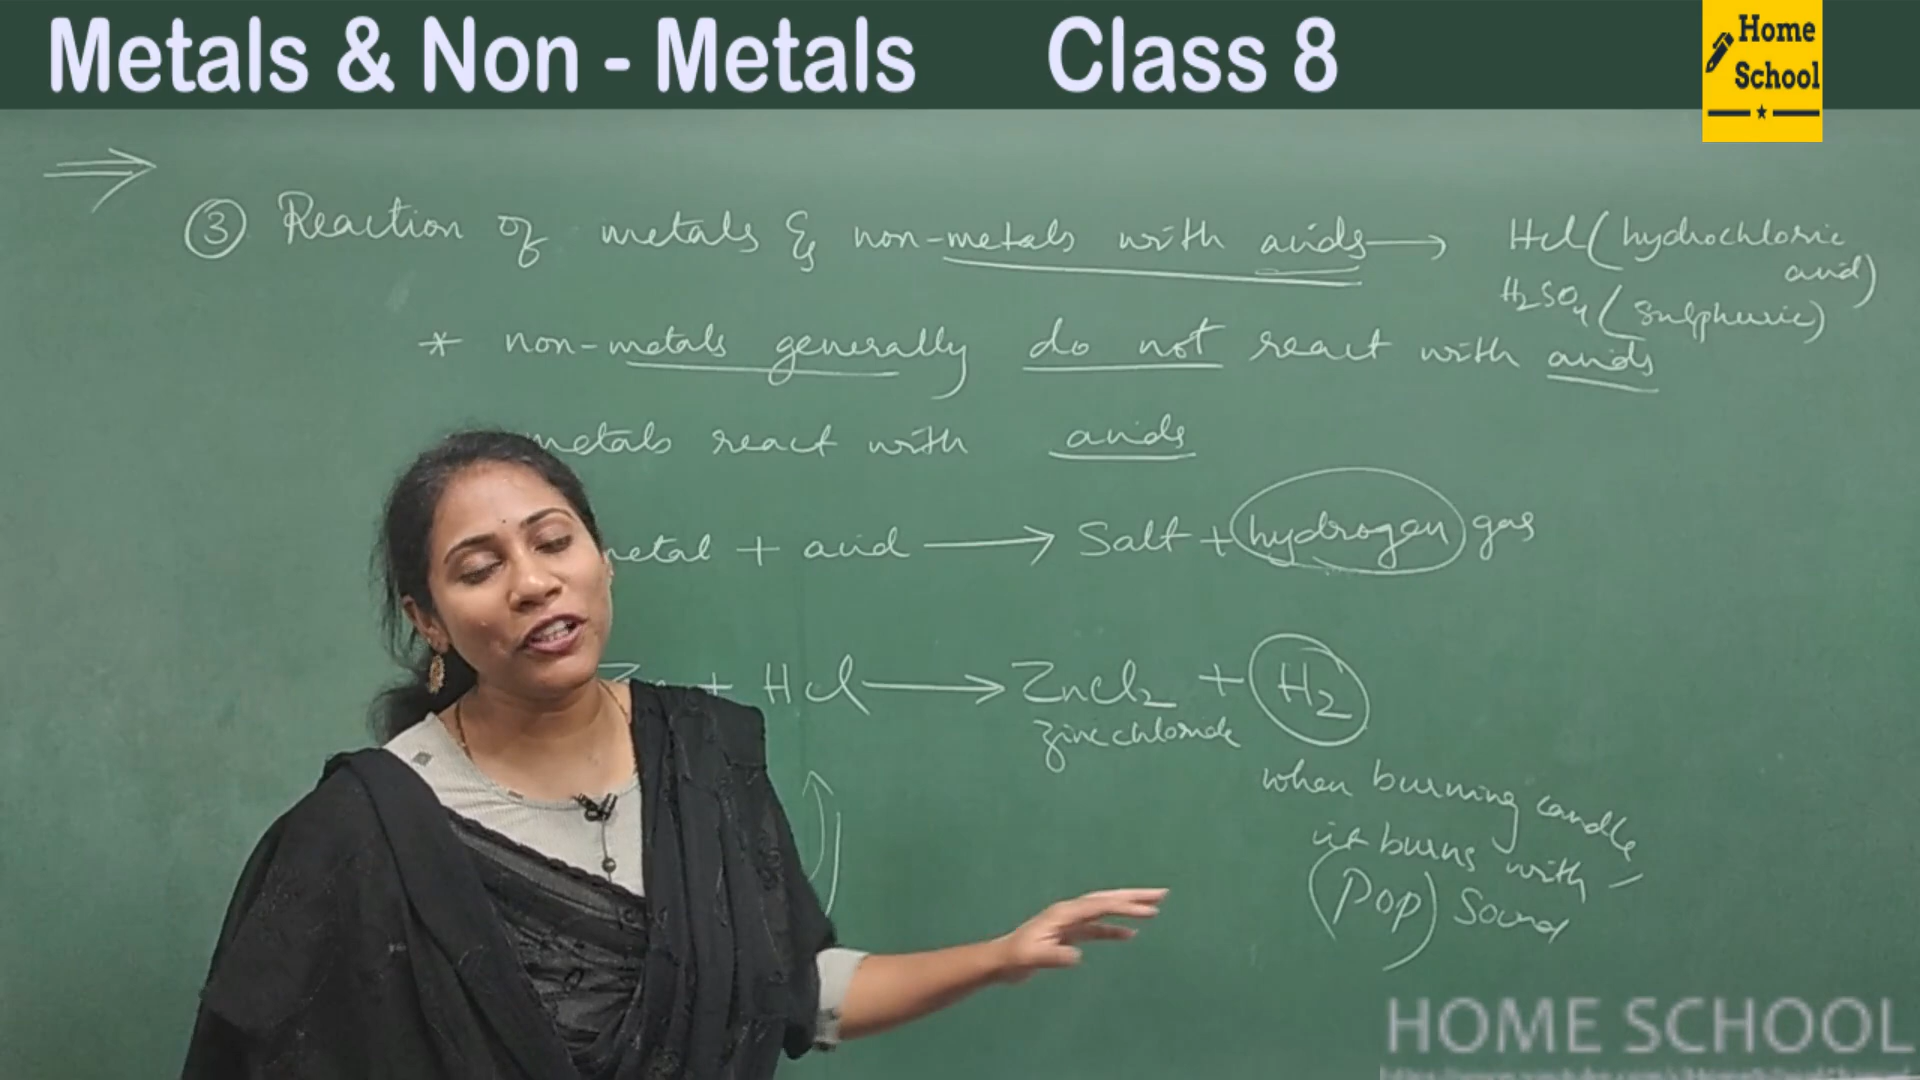 Metals & Non - Metals Class 8
Home
School
③ Reaction of metals & non-metals with acids → HCl (hydrochloric
acid)
H₂SO₄ (Sulphuric)
* non-metals generally do not react with acids
metals react with acids
metal + acid → Salt + hydrogen gas
Zn + HCl → ZnCl₂ + H₂
Zinc chloride
when burning candle
it burns with
(Pop) Sound
HOME SCHOOL